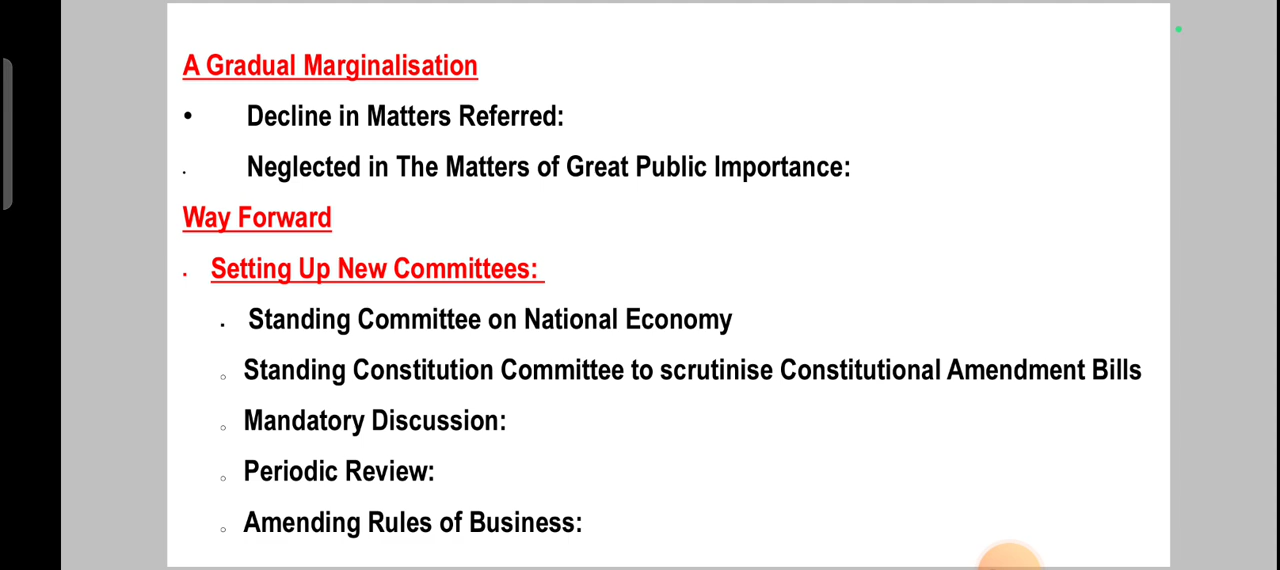 A Gradual Marginalisation
• Decline in Matters Referred:
· Neglected in The Matters of Great Public Importance:
Way Forward
▪ Setting Up New Committees:
▪ Standing Committee on National Economy
○ Standing Constitution Committee to scrutinise Constitutional Amendment Bills
○ Mandatory Discussion:
○ Periodic Review:
○ Amending Rules of Business: